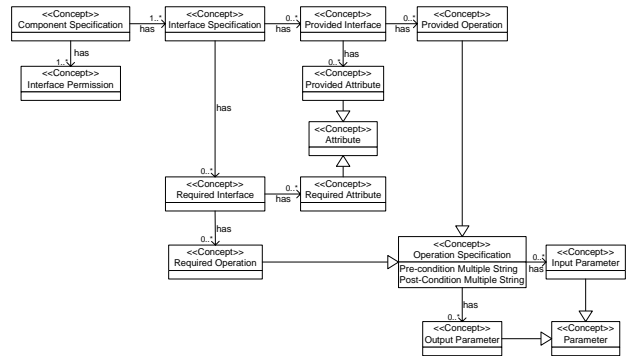 <<Concept>>
Component Specification
1..*
has
<<Concept>>
Interface Specification
0..*
has
<<Concept>>
Provided Interface
0..*
has
<<Concept>>
Provided Operation
has
1..*
<<Concept>>
Interface Permission
has
0..*
<<Concept>>
Provided Attribute
has
<<Concept>>
Attribute
0..*
<<Concept>>
Required Interface
0..*
has
<<Concept>>
Required Attribute
has
0..*
<<Concept>>
Required Operation
<<Concept>>
Operation Specification
Pre-condition Multiple String
Post-Condition Multiple String
0..*
has
<<Concept>>
Input Parameter
has
0..*
<<Concept>>
Output Parameter
<<Concept>>
Parameter